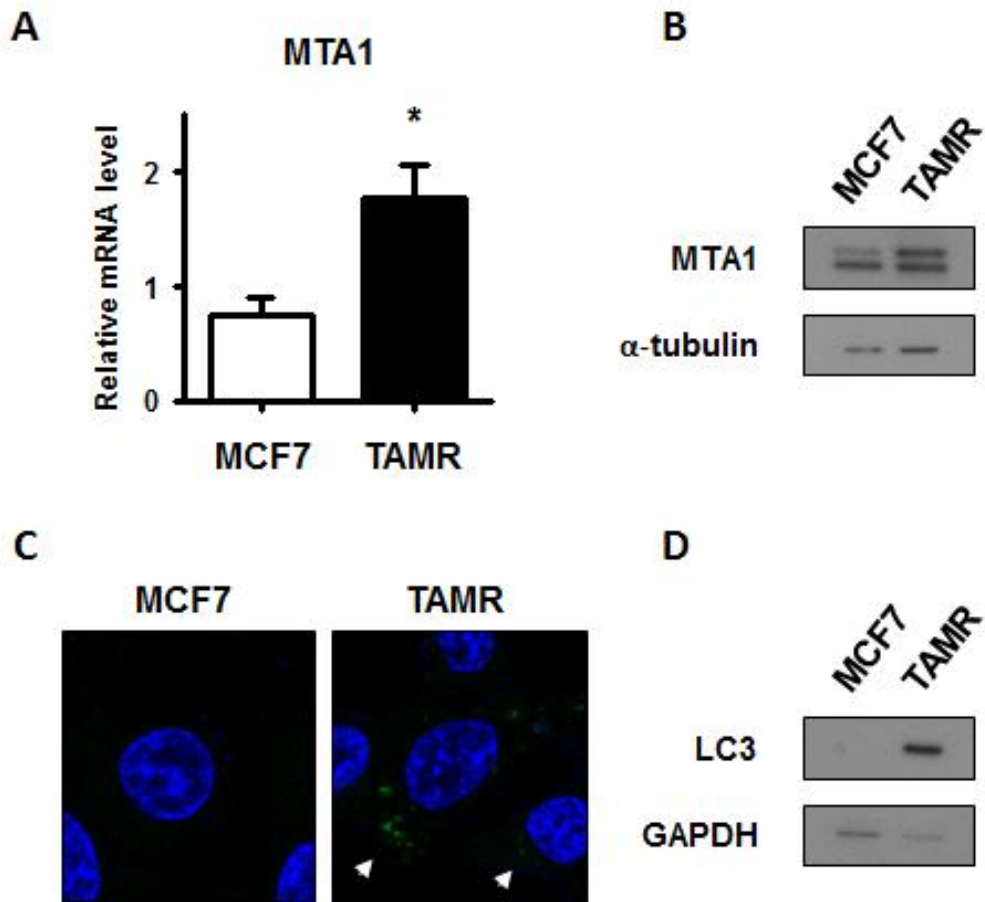 A
MTA1
*
Relative mRNA level
2
1
0
MCF7 TAMR
B
MCF7 TAMR
MTA1
α-tubulin
C
MCF7 TAMR
D
MCF7 TAMR
LC3
GAPDH